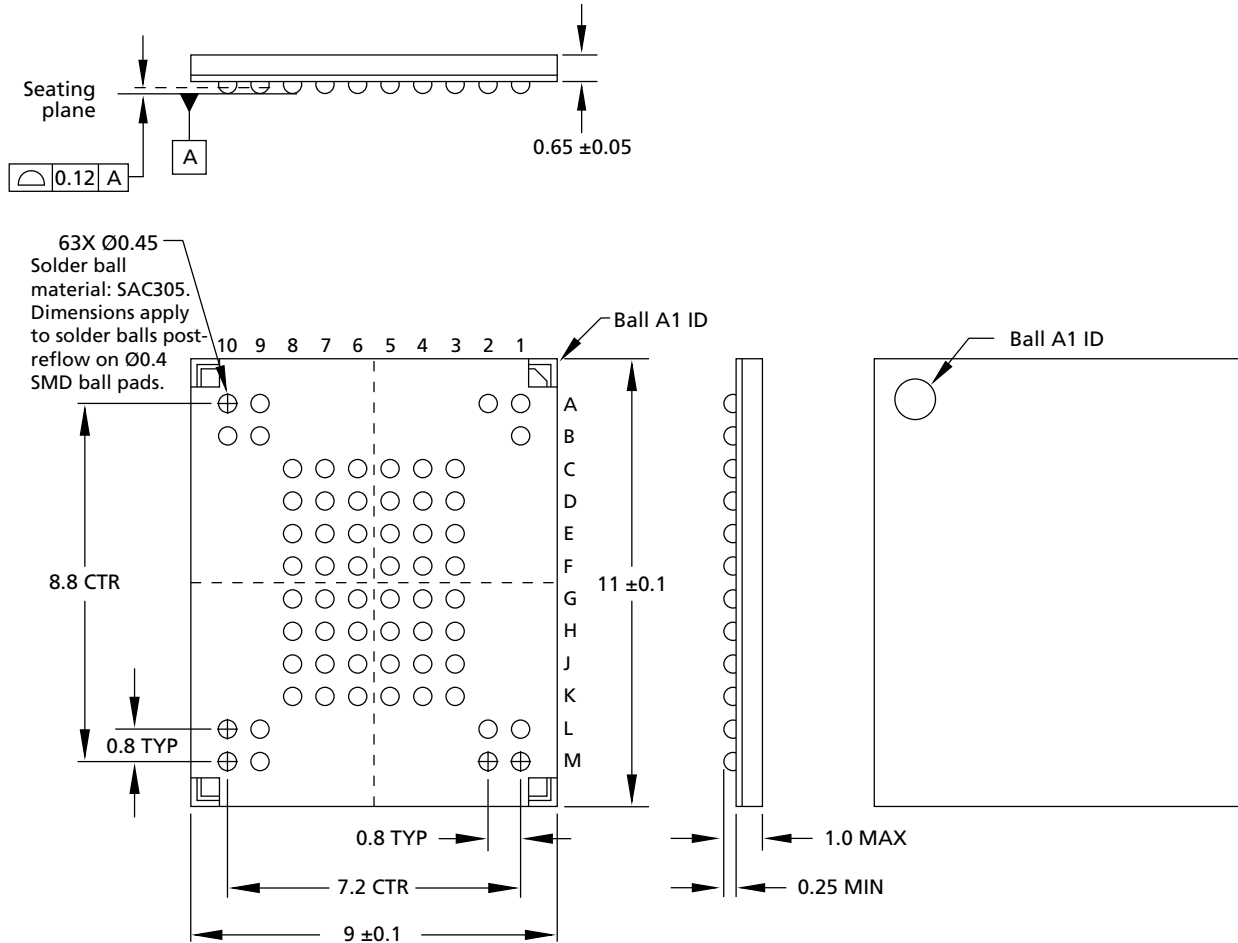 Seating
plane
0.12 A
A
0.65 ±0.05
63X Ø0.45
Solder ball
material: SAC305.
Dimensions apply
to solder balls post-
reflow on Ø0.4
SMD ball pads.
Ball A1 ID
Ball A1 ID
10 9 8 7 6 5 4 3 2 1
A
B
C
D
E
F
G
H
J
K
L
M
8.8 CTR
11 ±0.1
0.8 TYP
0.8 TYP
1.0 MAX
7.2 CTR
0.25 MIN
9 ±0.1